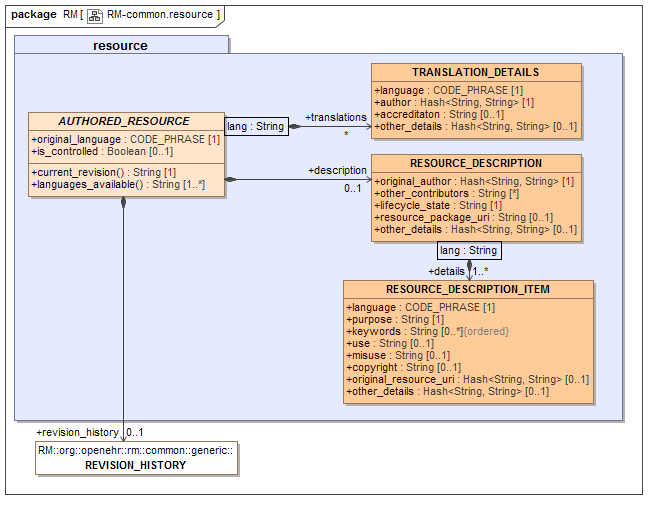 package RM [ RM-common.resource ]
resource
TRANSLATION_DETAILS
+language : CODE_PHRASE [1]
+author : Hash<String, String> [1]
+accreditaton : String [0..1]
+other_details : Hash<String, String> [0..1]
AUTHORED_RESOURCE
+original_language : CODE_PHRASE [1]
+is_controlled : Boolean [0..1]
+current_revision() : String [1]
+languages_available() : String [1..*]
lang : String
+translations
*
+description
0..1
RESOURCE_DESCRIPTION
+original_author : Hash<String, String> [1]
+other_contributors : String [*]
+lifecycle_state : String [1]
+resource_package_uri : String [0..1]
+other_details : Hash<String, String> [0..1]
lang : String
+details 1..*
RESOURCE_DESCRIPTION_ITEM
+language : CODE_PHRASE [1]
+purpose : String [1]
+keywords : String [0..*]{ordered}
+use : String [0..1]
+misuse : String [0..1]
+copyright : String [0..1]
+original_resource_uri : Hash<String, String> [0..1]
+other_details : Hash<String, String> [0..1]
+revision_history 0..1
RM::org::openehr::rm::common::generic::
REVISION_HISTORY